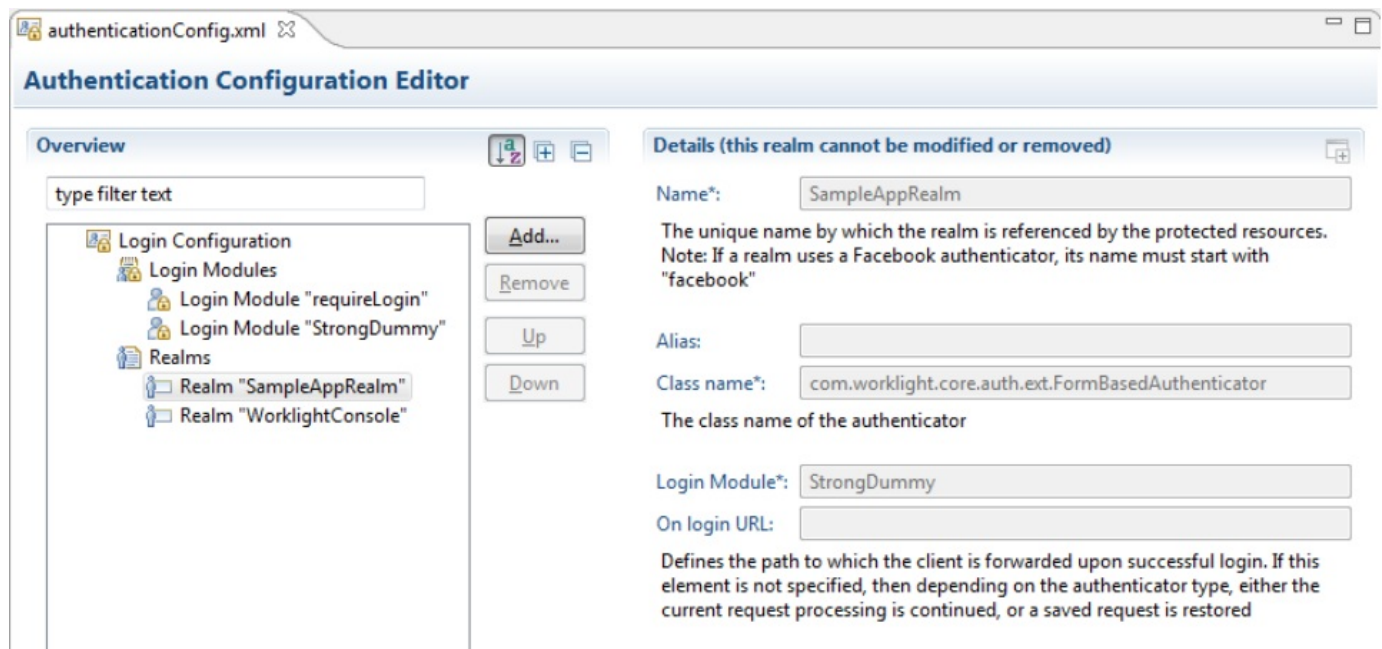 authenticationConfig.xml
Authentication Configuration Editor
Overview
type filter text
Login Configuration
Login Modules
Login Module "requireLogin"
Login Module "StrongDummy"
Realms
Realm "SampleAppRealm"
Realm "WorklightConsole"
Add...
Remove
Up
Down
Details (this realm cannot be modified or removed)
Name*: SampleAppRealm
The unique name by which the realm is referenced by the protected resources.
Note: If a realm uses a Facebook authenticator, its name must start with
"facebook"
Alias:
Class name*: com.worklight.core.auth.ext.FormBasedAuthenticator
The class name of the authenticator
Login Module*: StrongDummy
On login URL:
Defines the path to which the client is forwarded upon successful login. If this
element is not specified, then depending on the authenticator type, either the
current request processing is continued, or a saved request is restored